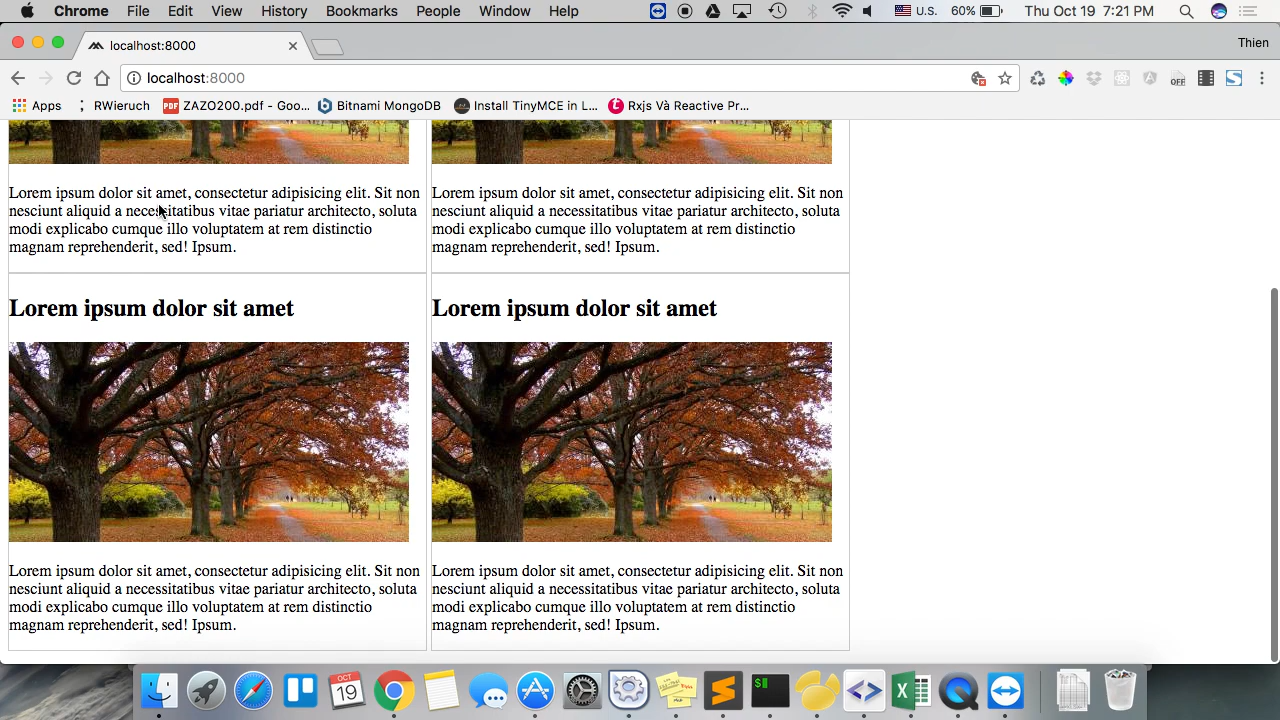 Chrome File Edit View History Bookmarks People Window Help U.S. 60% Thu Oct 19 7:21 PM
localhost:8000 Thien
localhost:8000 OFF
Apps RWieruch PDF ZAZO200.pdf - Goo... Bitnami MongoDB Install TinyMCE in L... Rxjs Và Reactive Pr...
Lorem ipsum dolor sit amet, consectetur adipisicing elit. Sit non
nesciunt aliquid a necessitatibus vitae pariatur architecto, soluta
modi explicabo cumque illo voluptatem at rem distinctio
magnam reprehenderit, sed! Ipsum.
Lorem ipsum dolor sit amet, consectetur adipisicing elit. Sit non
nesciunt aliquid a necessitatibus vitae pariatur architecto, soluta
modi explicabo cumque illo voluptatem at rem distinctio
magnam reprehenderit, sed! Ipsum.
Lorem ipsum dolor sit amet
Lorem ipsum dolor sit amet, consectetur adipisicing elit. Sit non
nesciunt aliquid a necessitatibus vitae pariatur architecto, soluta
modi explicabo cumque illo voluptatem at rem distinctio
magnam reprehenderit, sed! Ipsum.
Lorem ipsum dolor sit amet
Lorem ipsum dolor sit amet, consectetur adipisicing elit. Sit non
nesciunt aliquid a necessitatibus vitae pariatur architecto, soluta
modi explicabo cumque illo voluptatem at rem distinctio
magnam reprehenderit, sed! Ipsum.
OCT
19